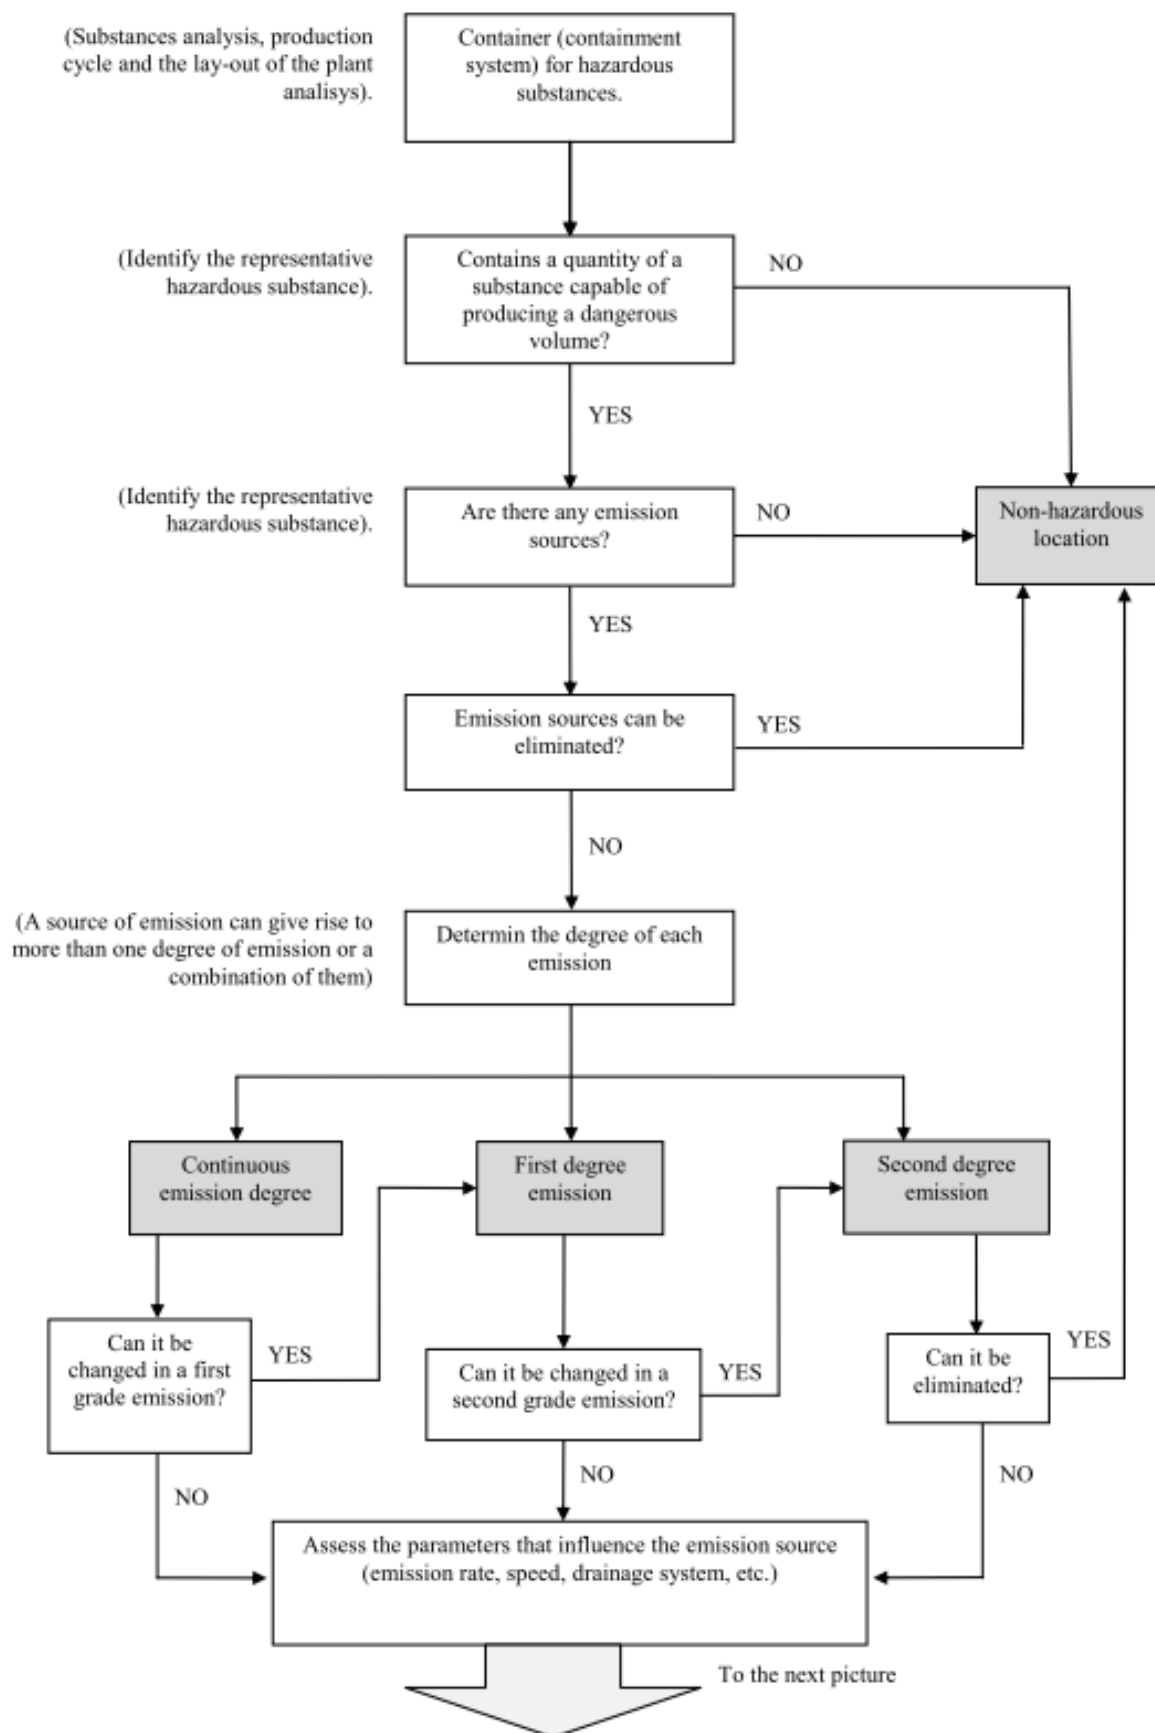 (Substances analysis, production
cycle and the lay-out of the plant
analisys).
Container (containment
system) for hazardous
substances.
(Identify the representative
hazardous substance).
Contains a quantity of a
substance capable of
producing a dangerous
volume?
NO
YES
(Identify the representative
hazardous substance).
Are there any emission
sources?
NO
Non-hazardous
location
YES
Emission sources can be
eliminated?
YES
NO
(A source of emission can give rise to
more than one degree of emission or a
combination of them)
Determin the degree of each
emission
Continuous
emission degree
First degree
emission
Second degree
emission
Can it be
changed in a first
grade emission?
YES
Can it be changed in a
second grade emission?
YES
Can it be
eliminated?
YES
NO
NO
NO
Assess the parameters that influence the emission source
(emission rate, speed, drainage system, etc.)
To the next picture